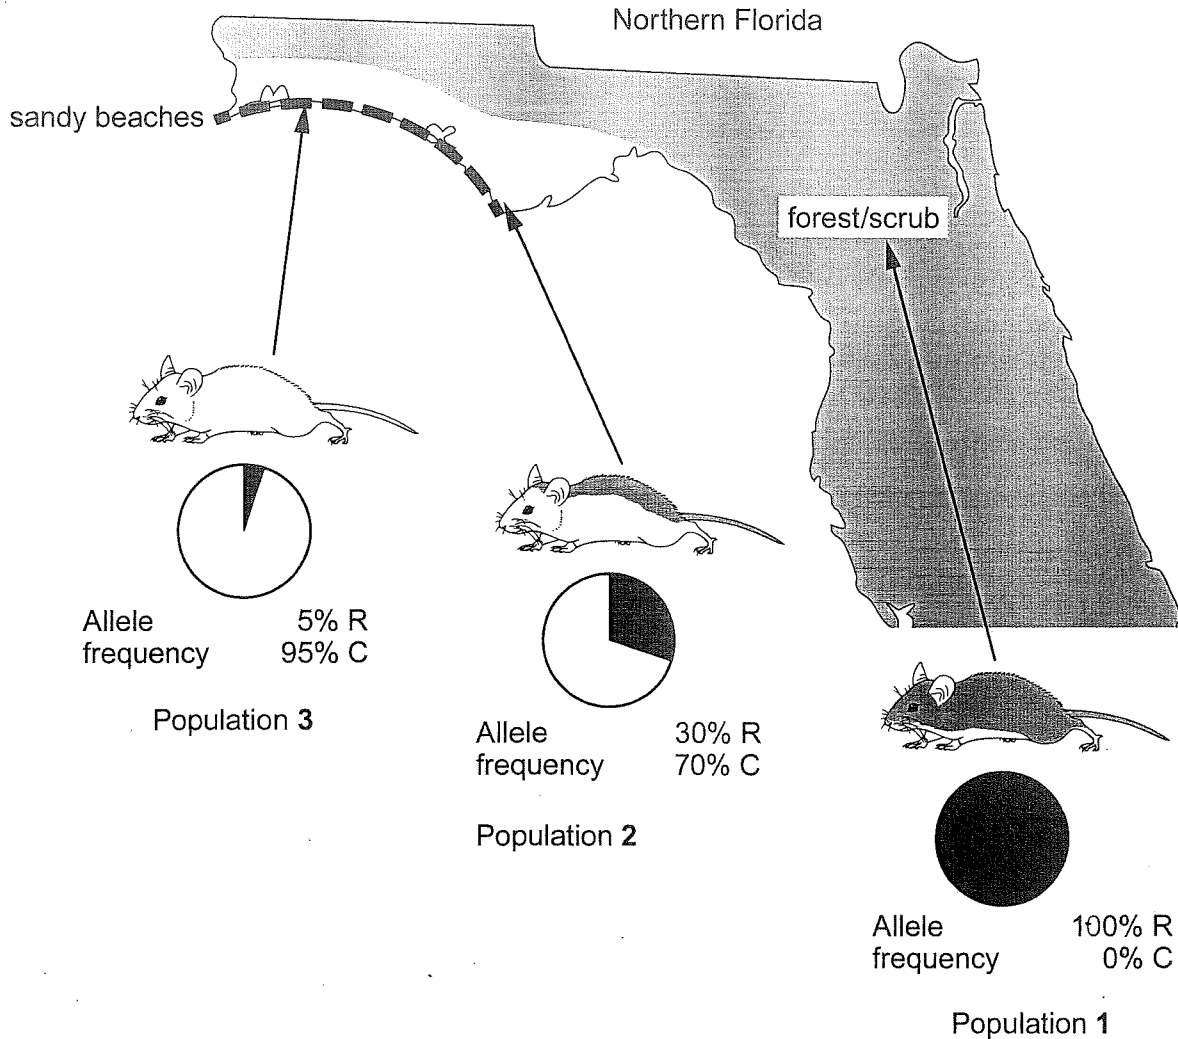 Northern Florida
sandy beaches
forest/scrub
Allele 5% R
frequency 95% C
Population 3
Allele 30% R
frequency 70% C
Population 2
Allele 100% R
frequency 0% C
Population 1